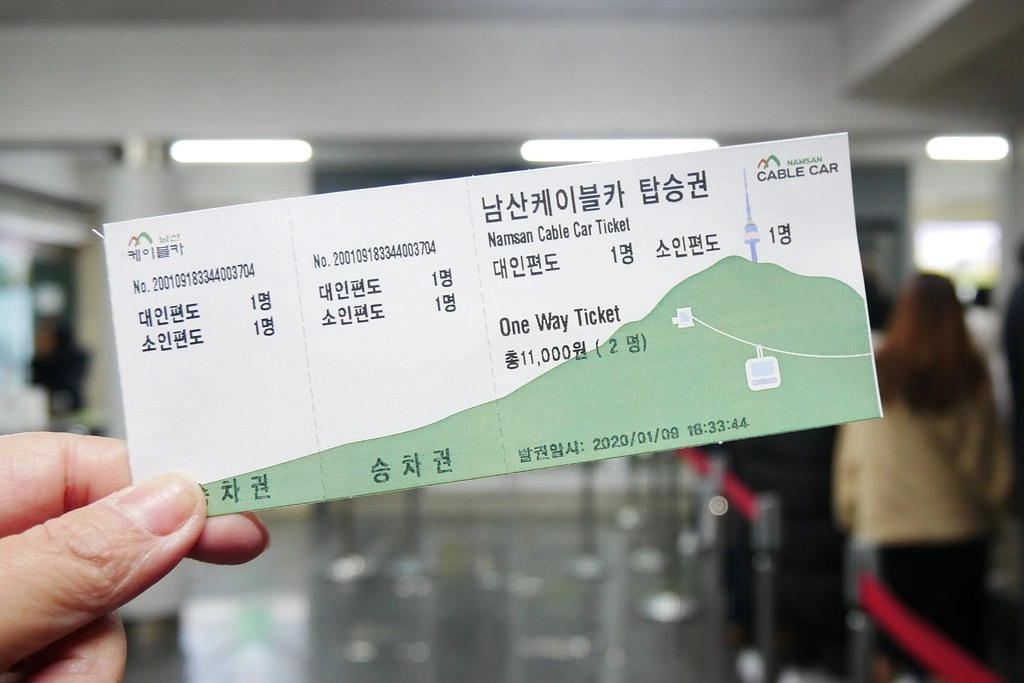 남산
케이블카
No. 200109183344003704
대인편도 1명
소인편도 1명
승차권
No. 200109183344003704
대인편도 1명
소인편도 1명
승차권
NAMSAN
CABLE CAR
남산케이블카 탑승권
Namsan Cable Car Ticket
대인편도 1명 소인편도 1명
One Way Ticket
총11,000원 ( 2 명)
발권일시: 2020/01/09 18:33:44